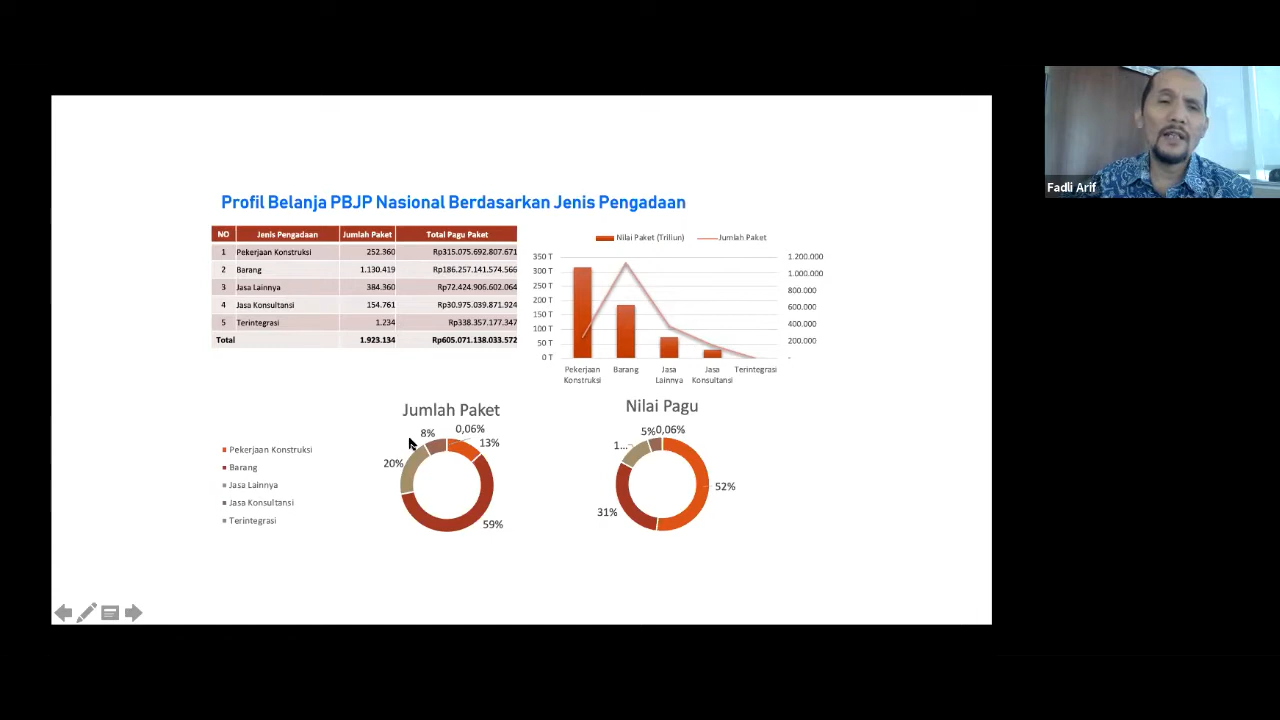 Profil Belanja PBJP Nasional Berdasarkan Jenis Pengadaan
NO Jenis Pengadaan Jumlah Paket Total Pagu Paket
1 Pekerjaan Konstruksi 252.360 Rp315.075.692.807.671
2 Barang 1.130.419 Rp186.257.141.574.566
3 Jasa Lainnya 384.360 Rp72.424.906.602.064
4 Jasa Konsultansi 154.761 Rp30.975.039.871.924
5 Terintegrasi 1.234 Rp338.357.177.347
Total 1.923.134 Rp605.071.138.033.572
Nilai Paket (Triliun) Jumlah Paket
350 T 1.200.000
300 T 1.000.000
250 T 800.000
200 T 600.000
150 T 400.000
100 T 200.000
50 T -
0 T
Pekerjaan Konstruksi Barang Jasa Lainnya Jasa Konsultansi Terintegrasi
Jumlah Paket
8% 0,06%
13%
20%
59%
Nilai Pagu
5% 0,06%
1...
52%
31%
Pekerjaan Konstruksi
Barang
Jasa Lainnya
Jasa Konsultansi
Terintegrasi
Fadli Arif